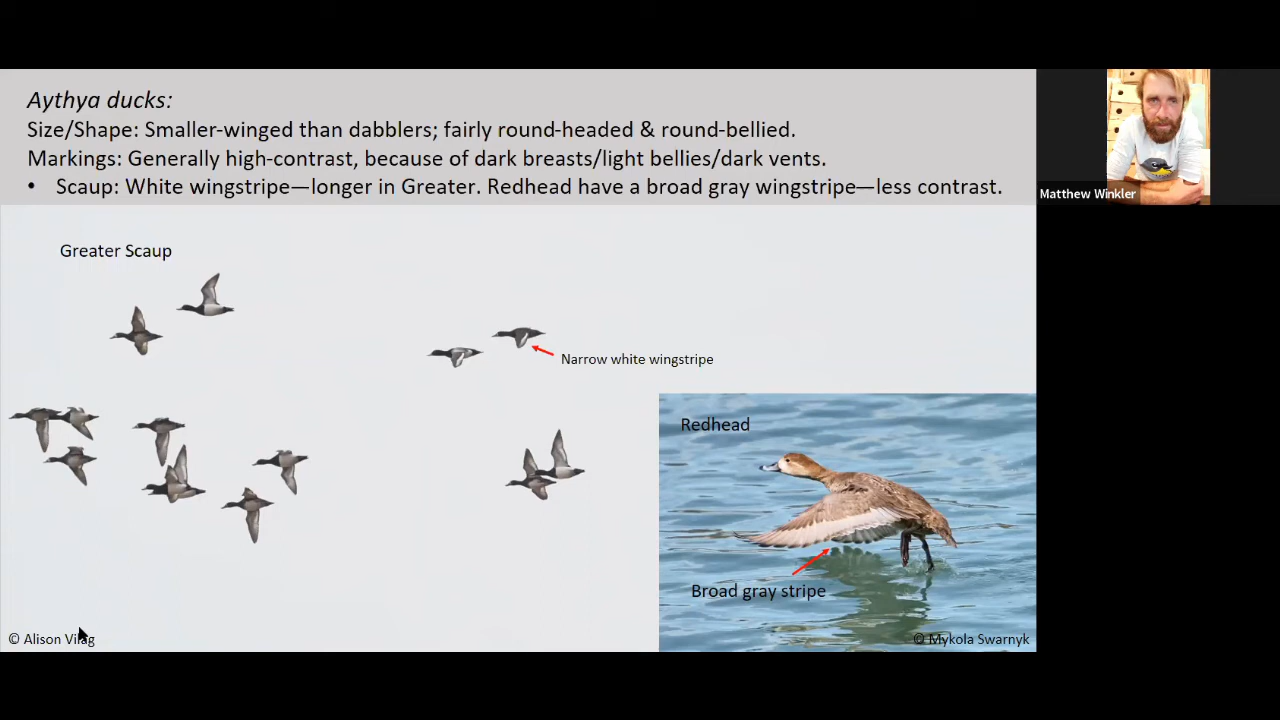 Aythya ducks:
Size/Shape: Smaller-winged than dabblers; fairly round-headed & round-bellied.
Markings: Generally high-contrast, because of dark breasts/light bellies/dark vents.
• Scaup: White wingstripe—longer in Greater. Redhead have a broad gray wingstripe—less contrast.
Matthew Winkler
Greater Scaup
Narrow white wingstripe
Redhead
Broad gray stripe
© Alison Virag
© Mykola Swarnyk